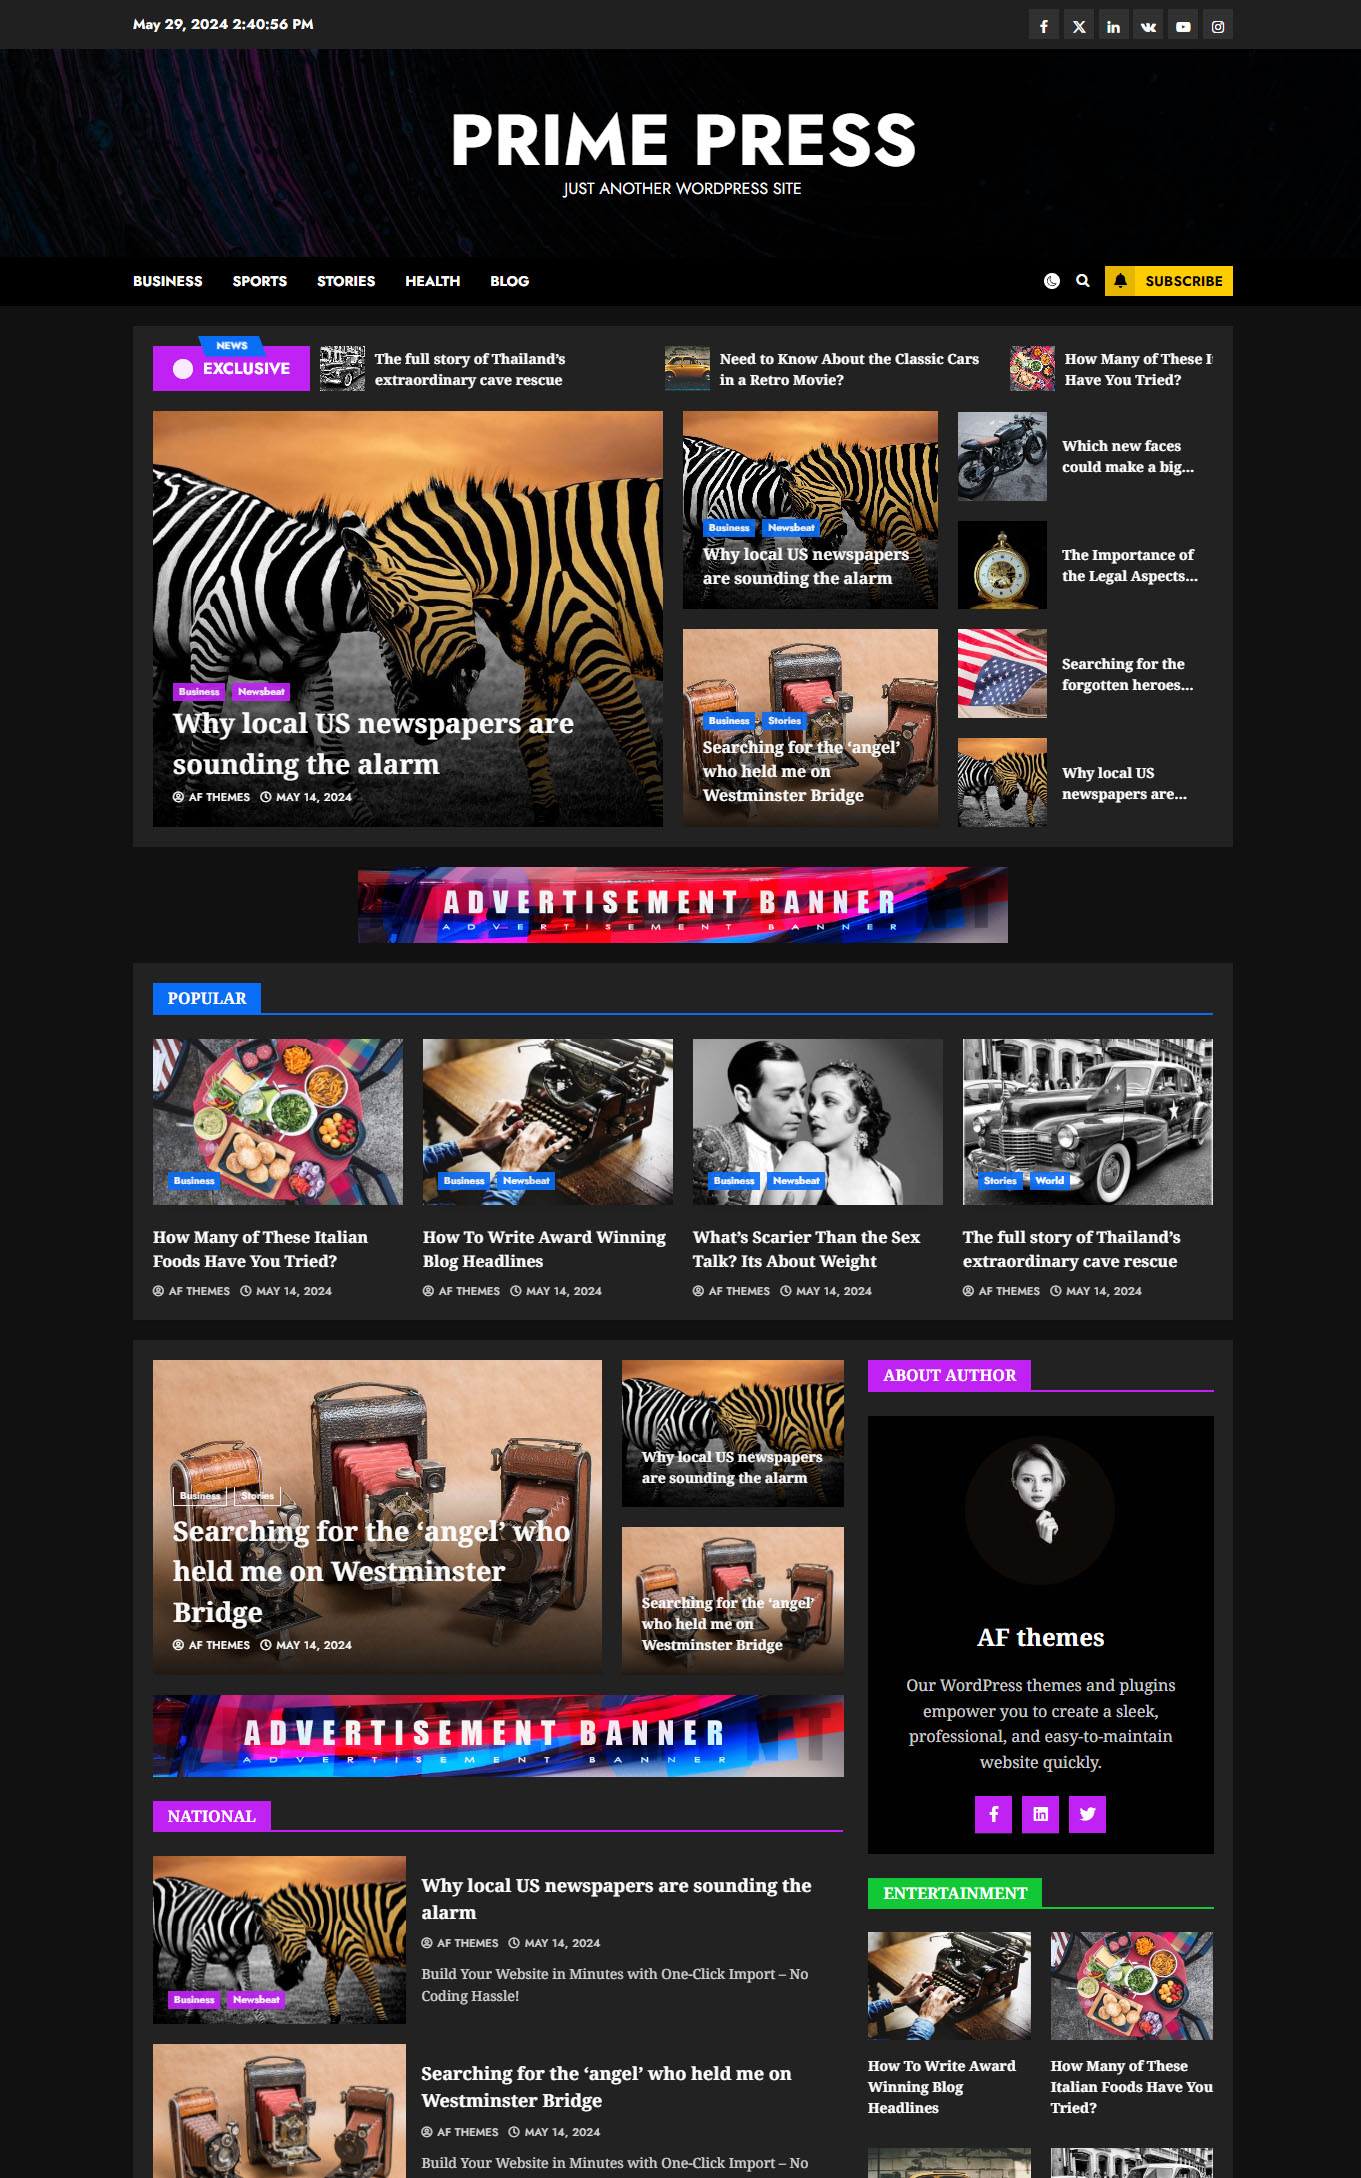 May 29, 2024 2:40:56 PM
PRIME PRESS
JUST ANOTHER WORDPRESS SITE
BUSINESS SPORTS STORIES HEALTH BLOG
SUBSCRIBE
NEWS
EXCLUSIVE
The full story of Thailand’s
extraordinary cave rescue
Need to Know About the Classic Cars
in a Retro Movie?
How Many of These
Have You Tried?
Business Newsbeat
Why local US newspapers are
sounding the alarm
AF THEMES MAY 14, 2024
Business Newsbeat
Why local US newspapers
are sounding the alarm
Business Stories
Searching for the ‘angel’
who held me on
Westminster Bridge
Which new faces
could make a big...
The Importance of
the Legal Aspects...
Searching for the
forgotten heroes...
Why local US
newspapers are...
ADVERTISEMENT BANNER
ADVERTISEMENT BANNER
POPULAR
Business
How Many of These Italian
Foods Have You Tried?
AF THEMES MAY 14, 2024
Business Newsbeat
How To Write Award Winning
Blog Headlines
AF THEMES MAY 14, 2024
Business Newsbeat
What’s Scarier Than the Sex
Talk? Its About Weight
AF THEMES MAY 14, 2024
Stories World
The full story of Thailand’s
extraordinary cave rescue
AF THEMES MAY 14, 2024
Business Stories
Searching for the ‘angel’ who
held me on Westminster
Bridge
AF THEMES MAY 14, 2024
Why local US newspapers
are sounding the alarm
Searching for the ‘angel’
who held me on
Westminster Bridge
ADVERTISEMENT BANNER
ADVERTISEMENT BANNER
NATIONAL
Business Newsbeat
Why local US newspapers are sounding the
alarm
AF THEMES MAY 14, 2024
Build Your Website in Minutes with One-Click Import – No
Coding Hassle!
Searching for the ‘angel’ who held me on
Westminster Bridge
AF THEMES MAY 14, 2024
Build Your Website in Minutes with One-Click Import – No
ABOUT AUTHOR
AF themes
Our WordPress themes and plugins
empower you to create a sleek,
professional, and easy-to-maintain
website quickly.
ENTERTAINMENT
How To Write Award
Winning Blog
Headlines
How Many of These
Italian Foods Have You
Tried?